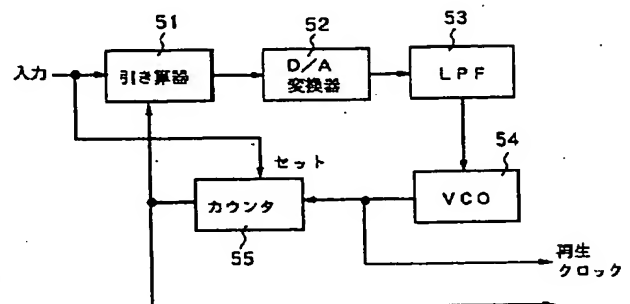 51
52
53
入力
引き算器
D/A
変換器
LPF
セット
54
カウンタ
VCO
55
再生
クロック